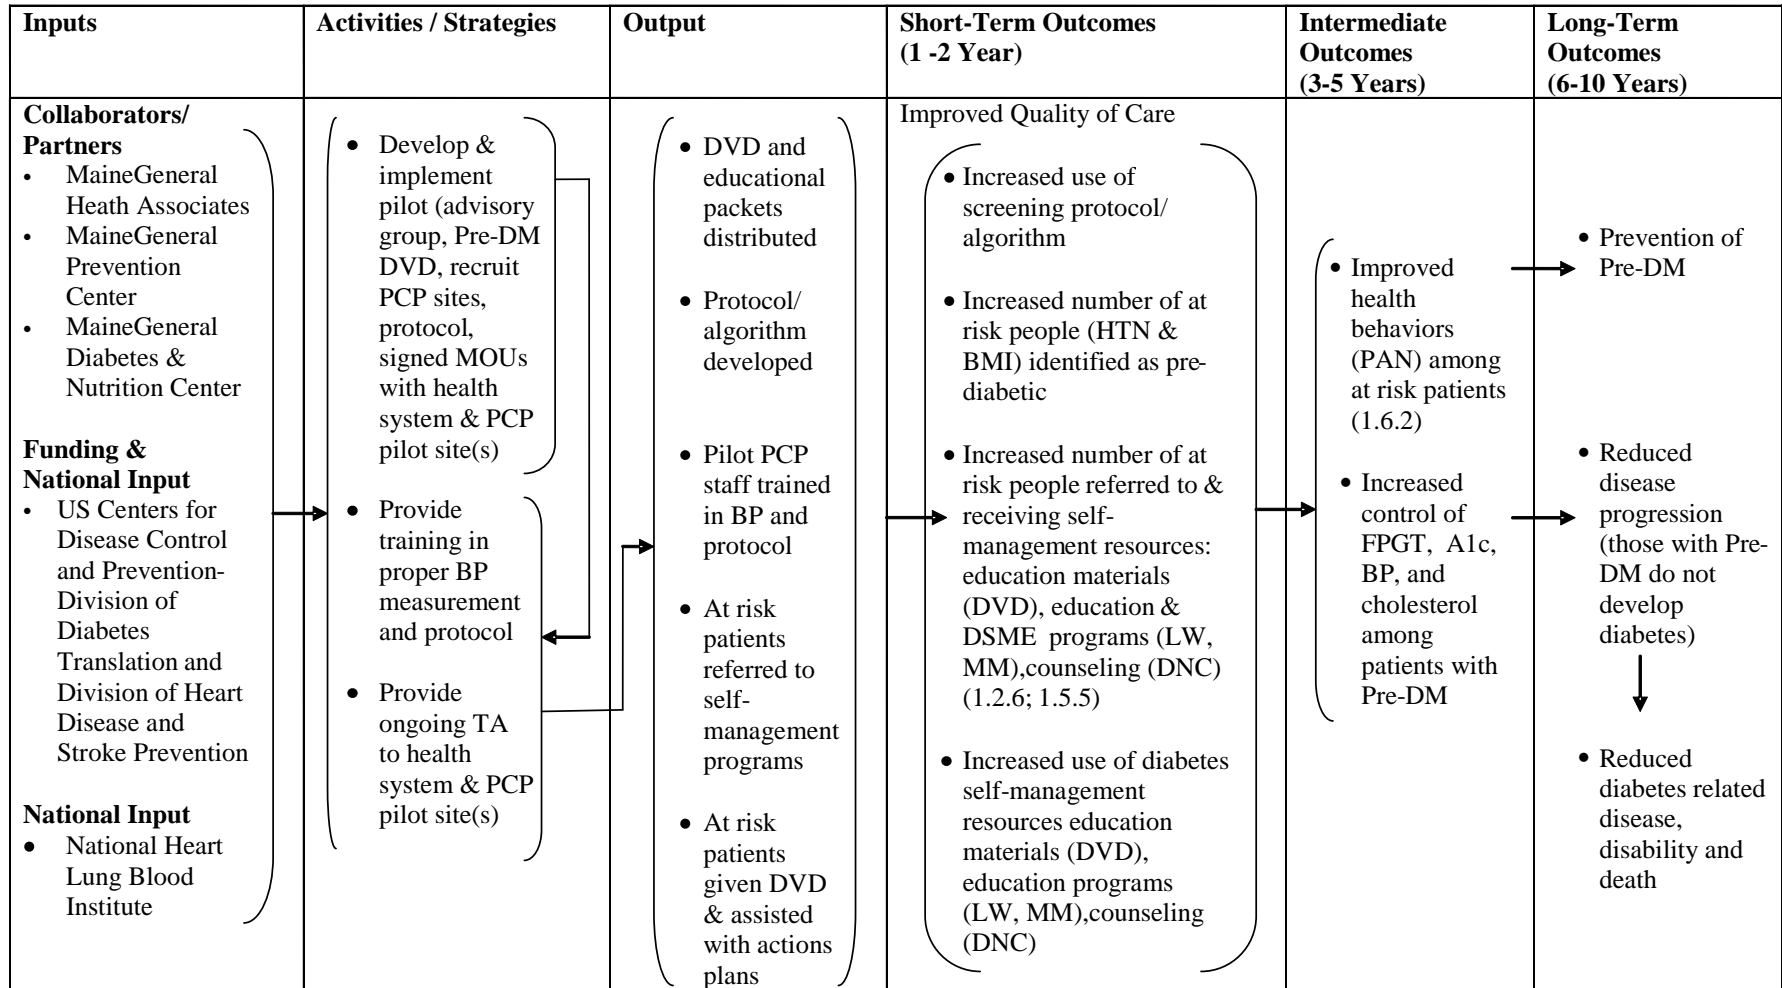 Inputs
Activities / Strategies
Output
Short-Term Outcomes
(1 -2 Year)
Intermediate
Outcomes
(3-5 Years)
Long-Term
Outcomes
(6-10 Years)
Collaborators/
Partners
• MaineGeneral
Heath Associates
• MaineGeneral
Prevention
Center
• MaineGeneral
Diabetes &
Nutrition Center
Funding &
National Input
• US Centers for
Disease Control
and Prevention-
Division of
Diabetes
Translation and
Division of Heart
Disease and
Stroke Prevention
National Input
• National Heart
Lung Blood
Institute
• Develop &
implement
pilot (advisory
group, Pre-DM
DVD, recruit
PCP sites,
protocol,
signed MOUs
with health
system & PCP
pilot site(s)
• Provide
training in
proper BP
measurement
and protocol
• Provide
ongoing TA
to health
system & PCP
pilot site(s)
• DVD and
educational
packets
distributed
• Protocol/
algorithm
developed
• Pilot PCP
staff trained
in BP and
protocol
• At risk
patients
referred to
self-
management
programs
• At risk
patients
given DVD
& assisted
with actions
plans
Improved Quality of Care
• Increased use of
screening protocol/
algorithm
• Increased number of at
risk people (HTN &
BMI) identified as pre-
diabetic
• Increased number of at
risk people referred to &
receiving self-
management resources:
education materials
(DVD), education &
DSME programs (LW,
MM),counseling (DNC)
(1.2.6; 1.5.5)
• Increased use of diabetes
self-management
resources education
materials (DVD),
education programs
(LW, MM),counseling
(DNC)
• Improved
health
behaviors
(PAN) among
at risk patients
(1.6.2)
• Increased
control of
FPGT, A1c,
BP, and
cholesterol
among
patients with
Pre-DM
• Prevention of
Pre-DM
• Reduced
disease
progression
(those with Pre-
DM do not
develop
diabetes)
• Reduced
diabetes related
disease,
disability and
death